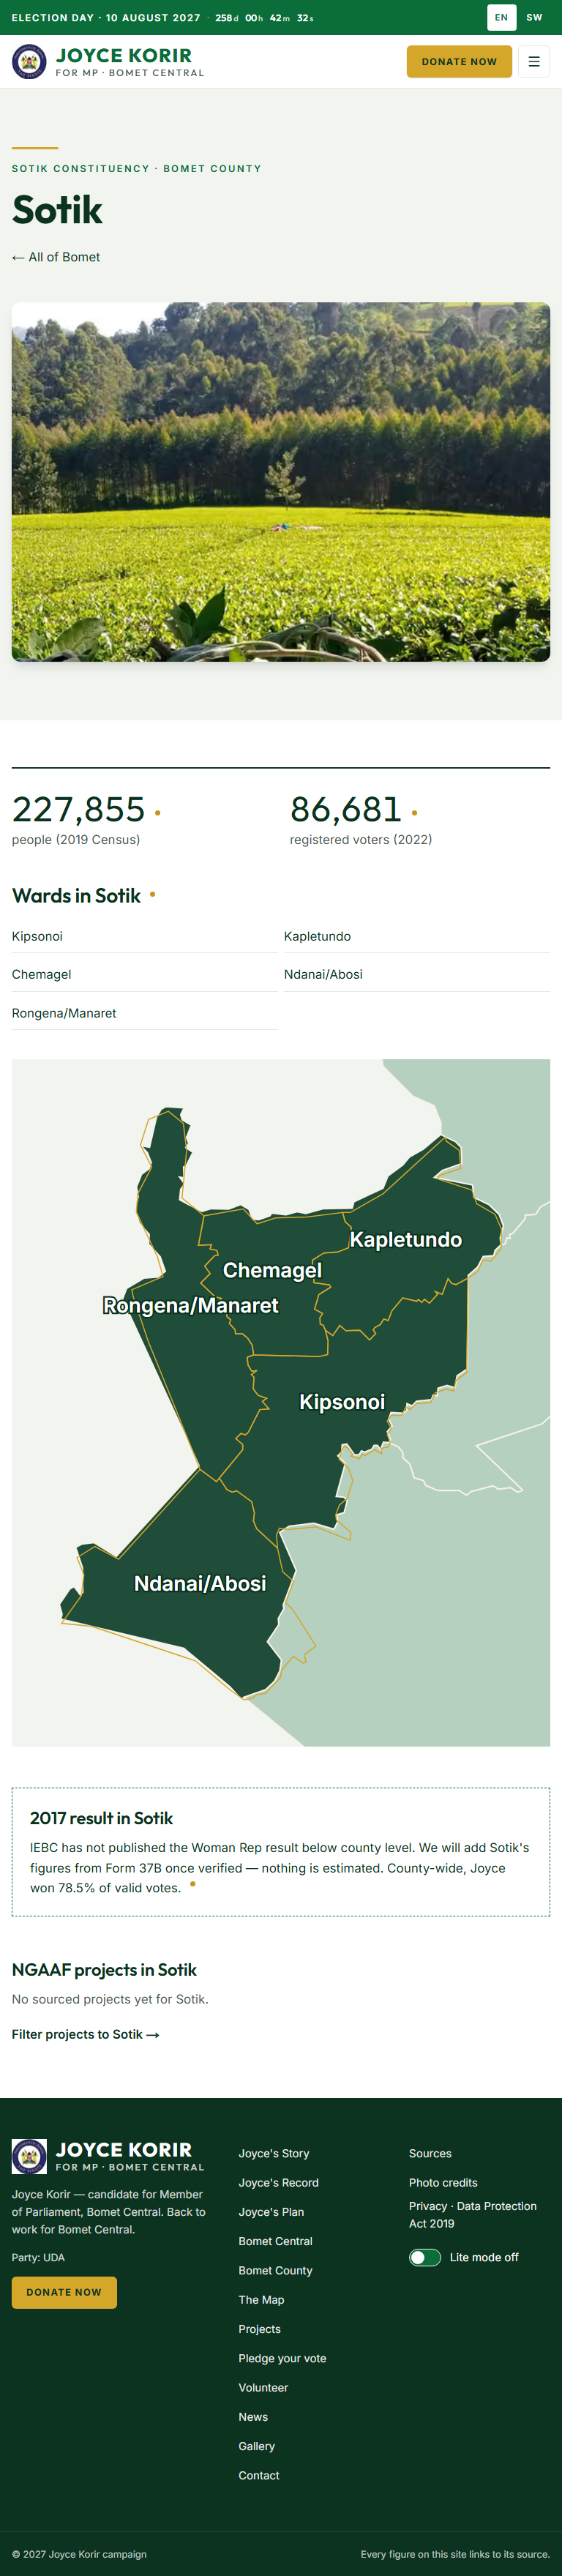 ELECTION DAY · 10 AUGUST 2027 · 258d 00h 42m 32s
EN SW
JOYCE KORIR
FOR MP · BOMET CENTRAL
DONATE NOW
SOTIK CONSTITUENCY · BOMET COUNTY
Sotik
← All of Bomet
227,855
people (2019 Census)
86,681
registered voters (2022)
Wards in Sotik
Kipsonoi
Kapletundo
Chemagel
Ndanai/Abosi
Rongena/Manaret
Kapletundo
Chemagel
Rongena/Manaret
Kipsonoi
Ndanai/Abosi
2017 result in Sotik
IEBC has not published the Woman Rep result below county level. We will add Sotik's
figures from Form 37B once verified — nothing is estimated. County-wide, Joyce
won 78.5% of valid votes.
NGAAF projects in Sotik
No sourced projects yet for Sotik.
Filter projects to Sotik →
JOYCE KORIR
FOR MP · BOMET CENTRAL
Joyce Korir — candidate for Member
of Parliament, Bomet Central. Back to
work for Bomet Central.
Party: UDA
DONATE NOW
Joyce's Story
Joyce's Record
Joyce's Plan
Bomet Central
Bomet County
The Map
Projects
Pledge your vote
Volunteer
News
Gallery
Contact
Sources
Photo credits
Privacy · Data Protection
Act 2019
Lite mode off
© 2027 Joyce Korir campaign
Every figure on this site links to its source.